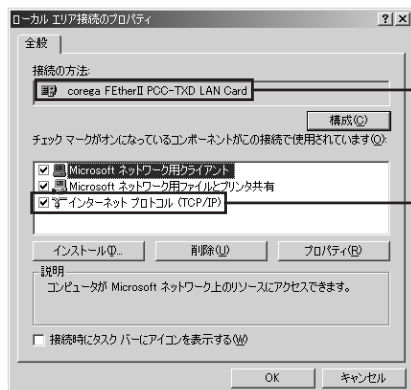 ローカル エリア接続のプロパティ
全般
接続の方法:
corega FEtherII PCC-TXD LAN Card
構成(C)
チェック マークがオンになっているコンポーネントがこの接続で使用されています(O):
Microsoft ネットワーク用クライアント
Microsoft ネットワーク用ファイルとプリンタ共有
インターネット プロトコル (TCP/IP)
インストール(I)... 削除(U) プロパティ(R)
説明
コンピュータが Microsoft ネットワーク上のリソースにアクセスできます。
接続時にタスク バーにアイコンを表示する(W)
OK キャンセル